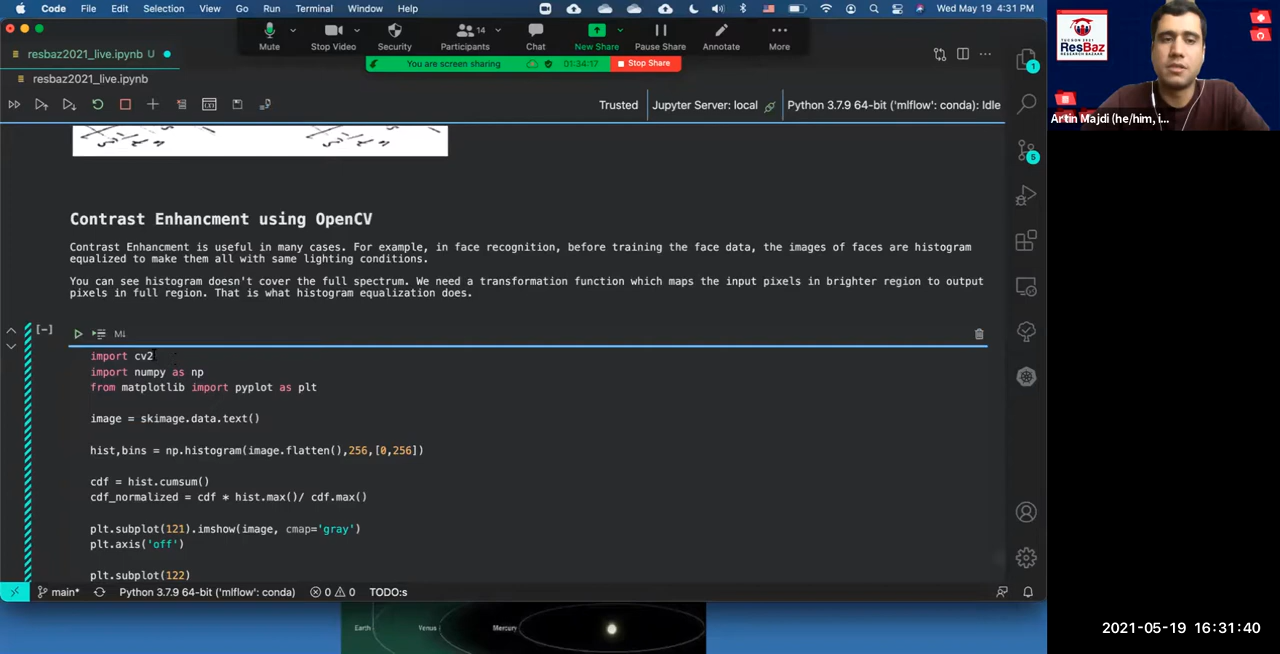 Code File Edit Selection View Go Run Terminal Window Help Wed May 19 4:31 PM
resbaz2021_live.ipynb U
Mute Stop Video Security Participants 14 Chat New Share Pause Share Annotate More
You are screen sharing 01:34:17 Stop Share
resbaz2021_live.ipynb
Trusted Jupyter Server: local Python 3.7.9 64-bit ('mlflow': conda): Idle
TUCSON 2021
ResBaz
RESEARCH BAZAAR
Artin Majdi (he/him, i...
1
5
Contrast Enhancment using OpenCV
Contrast Enhancment is useful in many cases. For example, in face recognition, before training the face data, the images of faces are histogram
equalized to make them all with same lighting conditions.
You can see histogram doesn't cover the full spectrum. We need a transformation function which maps the input pixels in brighter region to output
pixels in full region. That is what histogram equalization does.
[-]
M↓
import cv2
import numpy as np
from matplotlib import pyplot as plt
image = skimage.data.text()
hist,bins = np.histogram(image.flatten(),256,[0,256])
cdf = hist.cumsum()
cdf_normalized = cdf * hist.max()/ cdf.max()
plt.subplot(121).imshow(image, cmap='gray')
plt.axis('off')
plt.subplot(122)
main* Python 3.7.9 64-bit ('mlflow': conda) 0 0 TODO:s
Earth Venus Mercury
2021-05-19 16:31:40